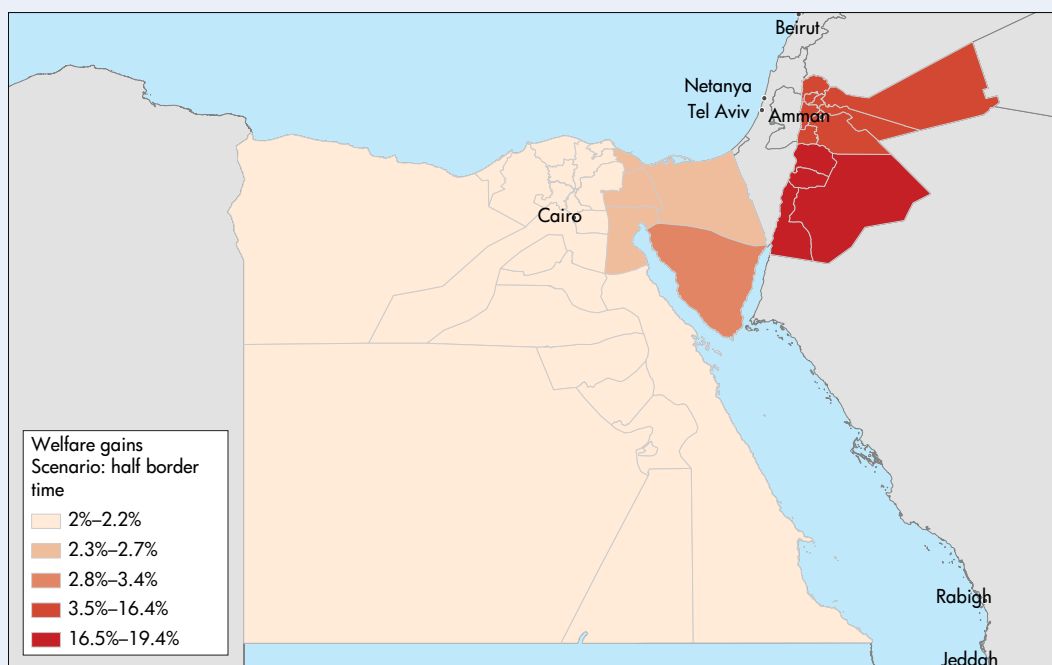 Beirut
Netanya
Tel Aviv
Amman
Cairo
Welfare gains
Scenario: half border
time
2%–2.2%
2.3%–2.7%
2.8%–3.4%
3.5%–16.4%
16.5%–19.4%
Rabigh
Jeddah